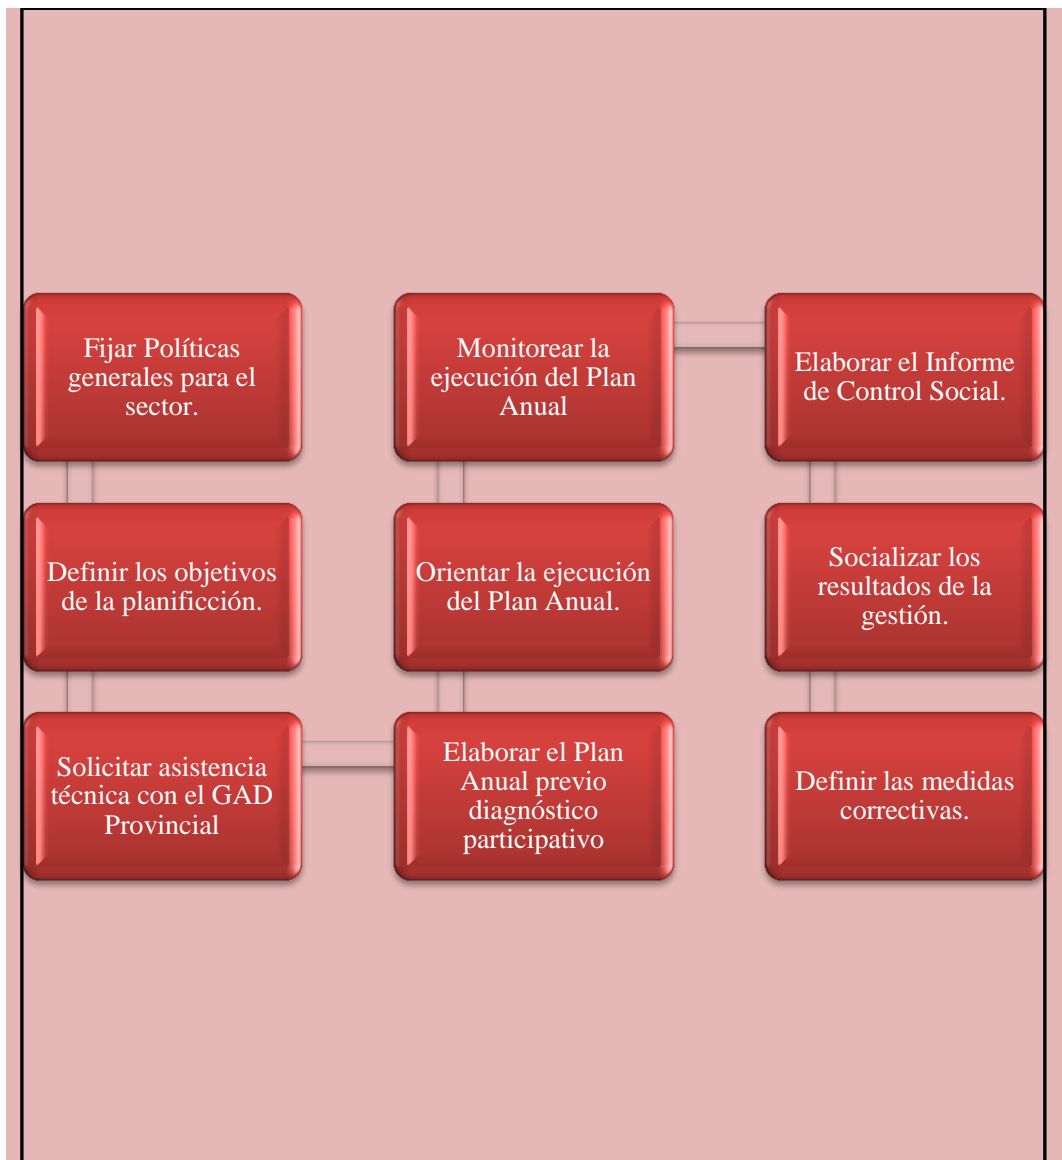 Fijar Políticas
generales para el
sector.
Definir los objetivos
de la planificción.
Solicitar asistencia
técnica con el GAD
Provincial
Elaborar el Plan
Anual previo
diagnóstico
participativo
Orientar la ejecución
del Plan Anual.
Monitorear la
ejecución del Plan
Anual
Elaborar el Informe
de Control Social.
Socializar los
resultados de la
gestión.
Definir las medidas
correctivas.